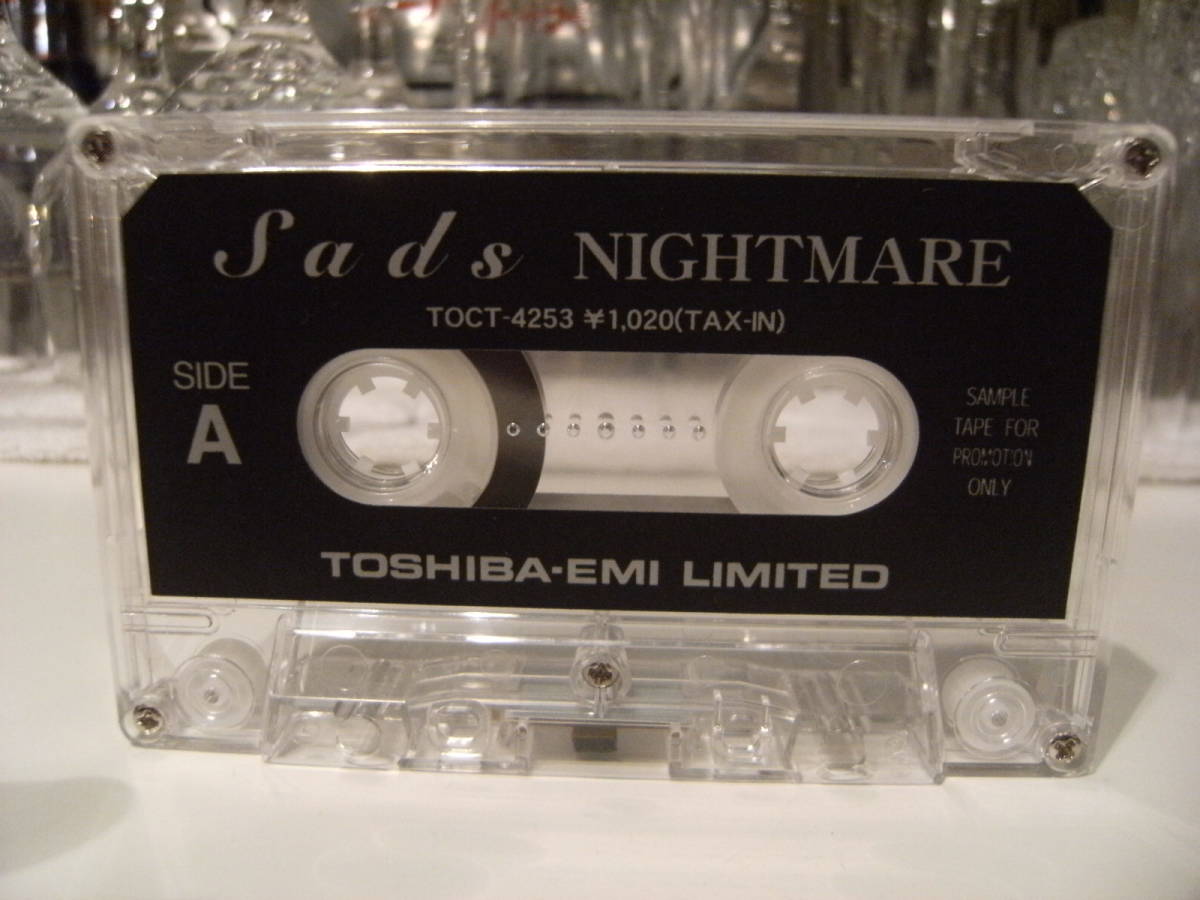 Sads NIGHTMARE
TOCT-4253 ¥1,020(TAX-IN)
SIDE
A
SAMPLE
TAPE FOR
PROMOTION
ONLY
TOSHIBA-EMI LIMITED